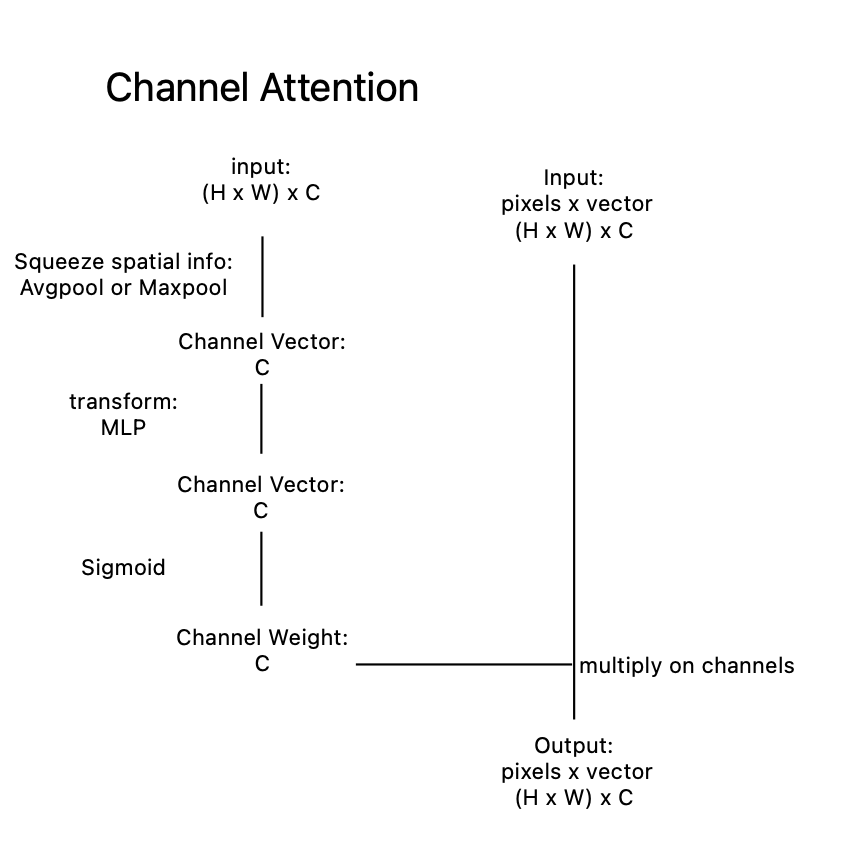 Channel Attention
input:
(H x W) x C
Input:
pixels x vector
(H x W) x C
Squeeze spatial info:
Avgpool or Maxpool
Channel Vector:
C
transform:
MLP
Channel Vector:
C
Sigmoid
Channel Weight:
C
multiply on channels
Output:
pixels x vector
(H x W) x C